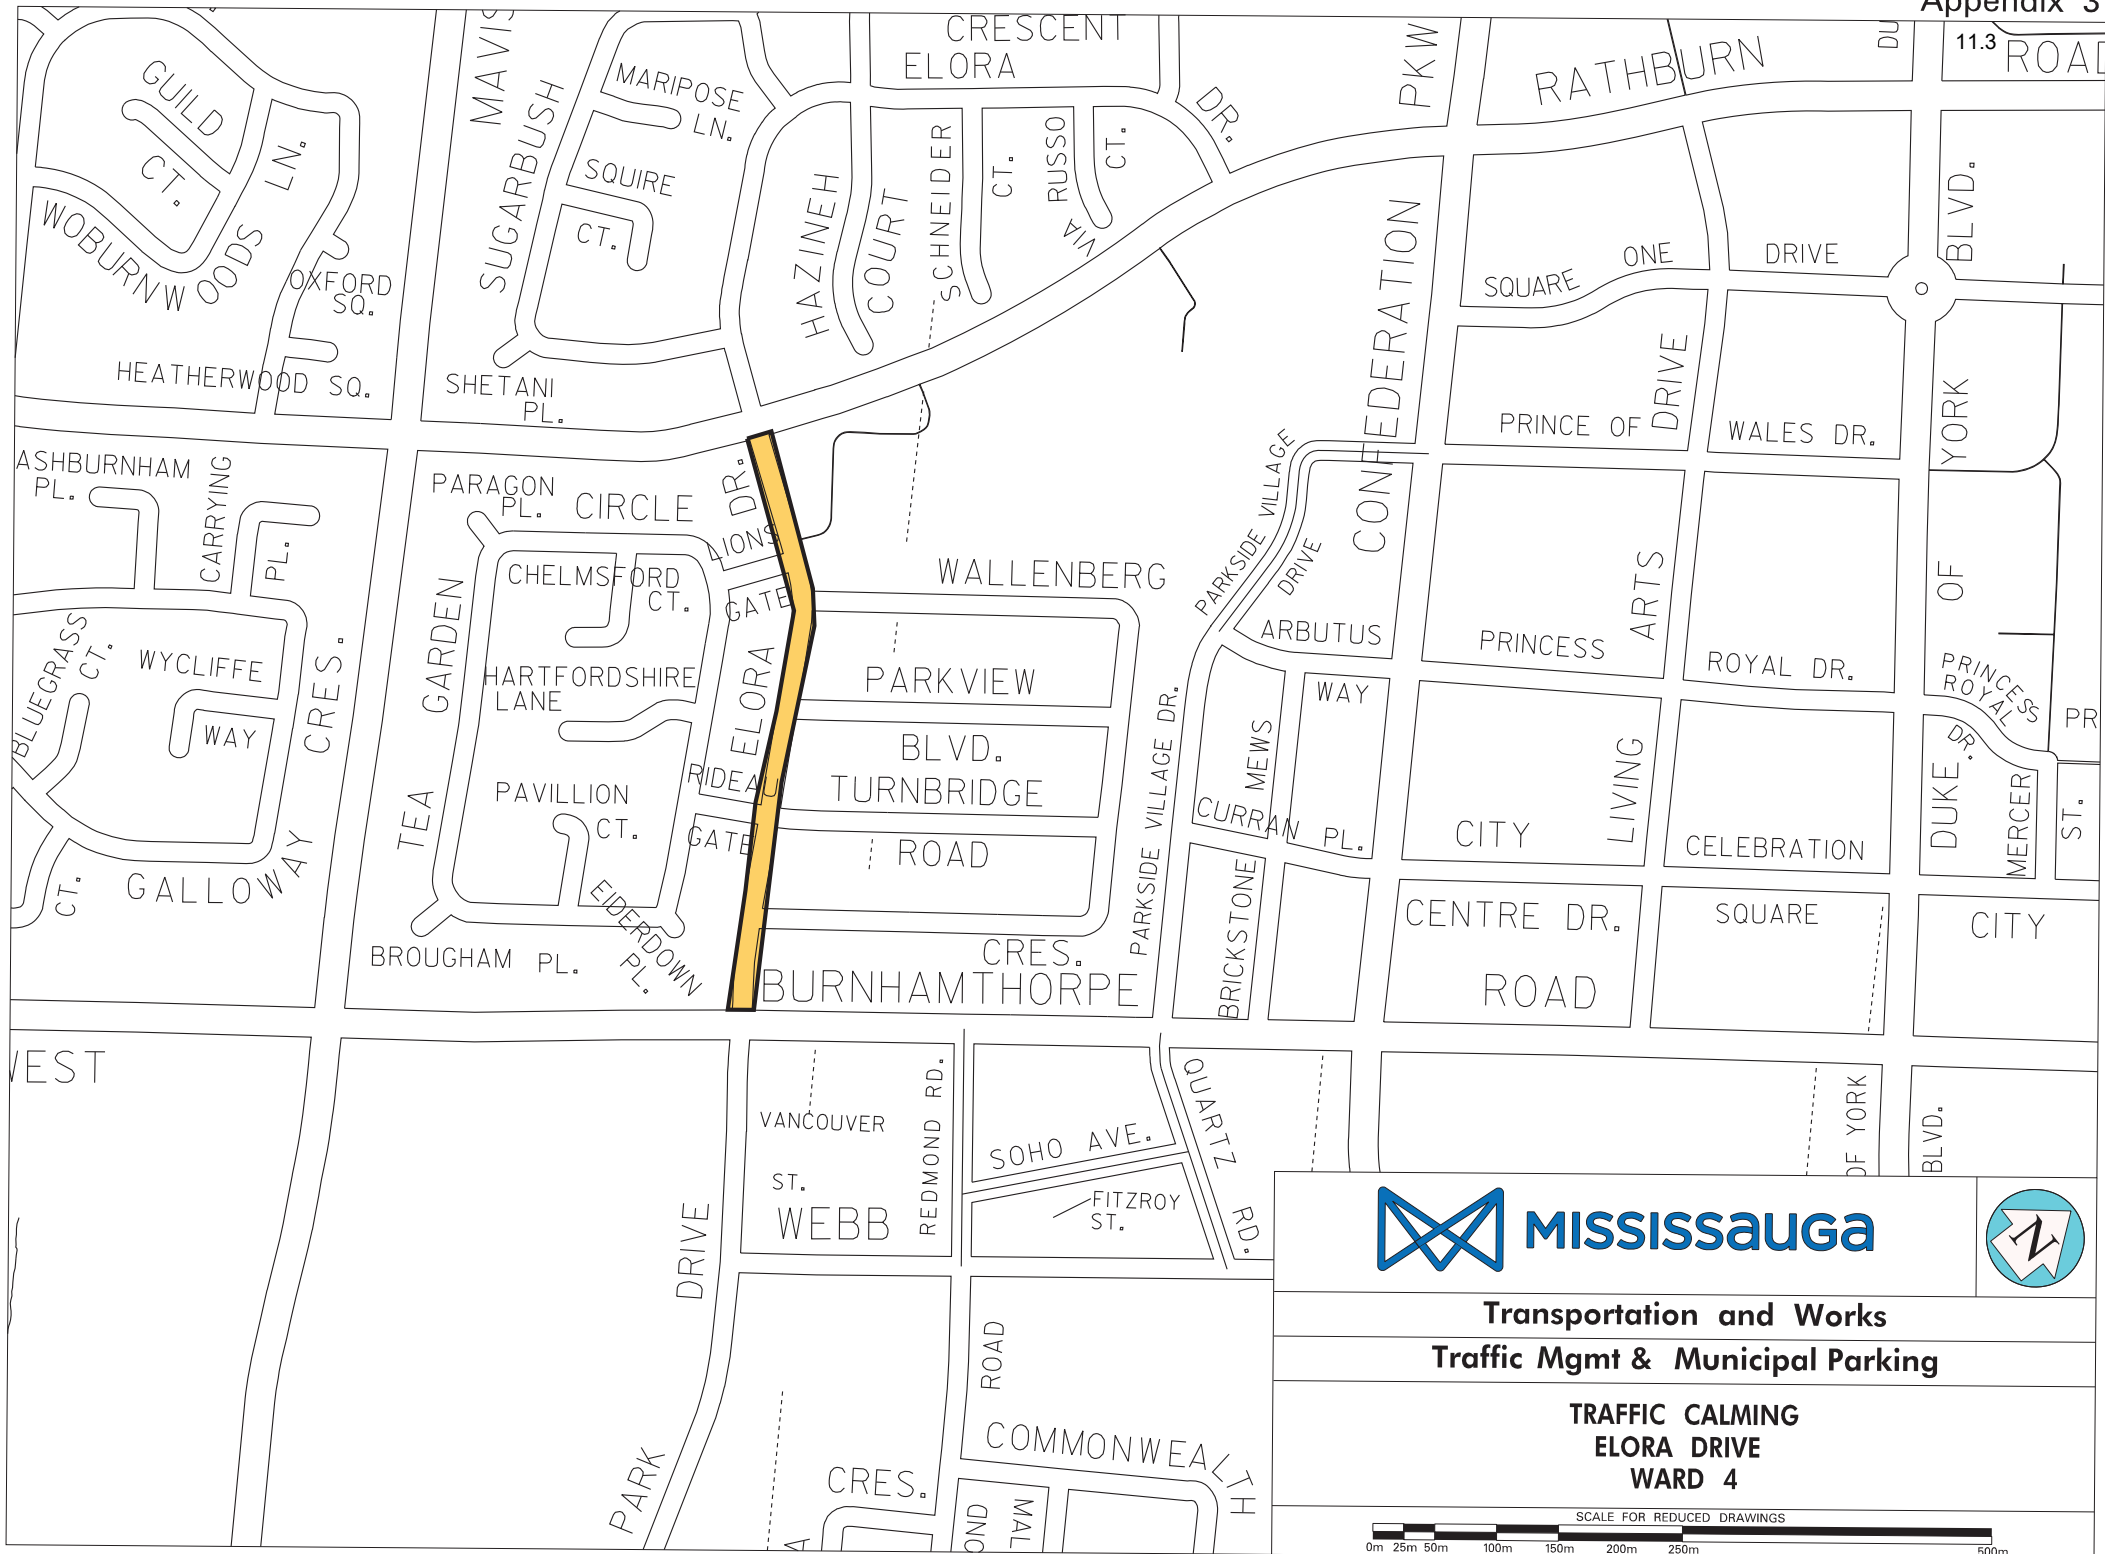 Appendix 3
11.3
CRESCENT
ELORA
DR.
PKW
RATHBURN
ROAD
MAVIS
GUILD
CT.
WOBURN
WOODS LN.
OXFORD
SQ.
HEATHERWOOD SQ.
SUGARBUSH
MARIPOSE
LN.
SQUIRE
CT.
SHETANI
PL.
HAZINEH
COURT
SCHNEIDER
CT.
VIA RUSSO
CT.
CONFEDERATION
SQUARE ONE DRIVE
BLVD.
PRINCE OF
WALES DR.
DRIVE
YORK
ASHBURNHAM
PL.
CARRYING
PL.
PARAGON
PL.
CIRCLE
DR.
LIONS
GATE
CHELMSFORD
CT.
WALLENBERG
PARKSIDE VILLAGE
DRIVE
ARBUTUS
WAY
ARTS
OF
PRINCESS
ROYAL DR.
PRINCESS
ROYAL
DR.
PR
BLUEGRASS
CT.
WYCLIFFE
WAY
CRES.
GARDEN
TEA
HARTFORDSHIRE
LANE
ELORA
PARKVIEW
BLVD.
RIDEAU
GATE
TURNBRIDGE
ROAD
PAVILLION
CT.
PARKSIDE VILLAGE DR.
MEWS
CURRAN PL.
CITY
LIVING
CELEBRATION
SQUARE
DUKE
MERCER
ST.
CT.
GALLOWAY
BROUGHAM PL.
EIDERDOWN
PL.
CRES.
BRICKSTONE
CENTRE DR.
CITY
BURNHAMTHORPE
ROAD
WEST
VANCOUVER
ST.
REDMOND RD.
SOHO AVE.
QUARTZ
RD.
FITZROY
ST.
OF YORK
BLVD.
WEBB
DRIVE
PARK
ROAD
COMMONWEALTH
CRES.
OND
MAL
MISSISSAUGA
N
Transportation and Works
Traffic Mgmt & Municipal Parking
TRAFFIC CALMING
ELORA DRIVE
WARD 4
SCALE FOR REDUCED DRAWINGS
0m 25m 50m 100m 150m 200m 250m 500m